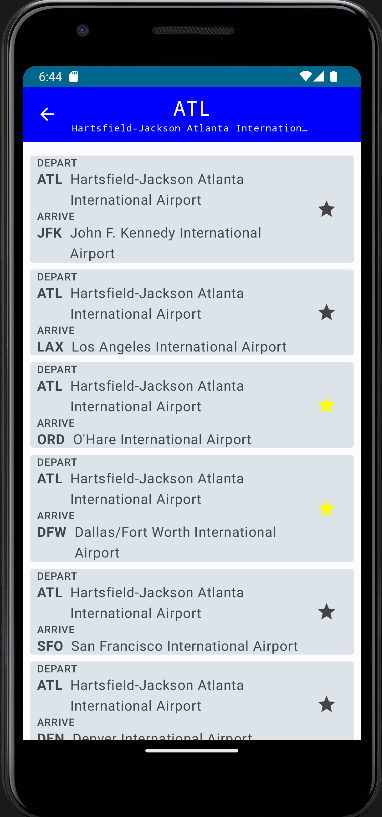 6:44
ATL
Hartsfield-Jackson Atlanta Internation…
DEPART
ATL Hartsfield-Jackson Atlanta
International Airport
ARRIVE
JFK John F. Kennedy International
Airport
DEPART
ATL Hartsfield-Jackson Atlanta
International Airport
ARRIVE
LAX Los Angeles International Airport
DEPART
ATL Hartsfield-Jackson Atlanta
International Airport
ARRIVE
ORD O'Hare International Airport
DEPART
ATL Hartsfield-Jackson Atlanta
International Airport
ARRIVE
DFW Dallas/Fort Worth International
Airport
DEPART
ATL Hartsfield-Jackson Atlanta
International Airport
ARRIVE
SFO San Francisco International Airport
DEPART
ATL Hartsfield-Jackson Atlanta
International Airport
ARRIVE
DEN Denver International Airport